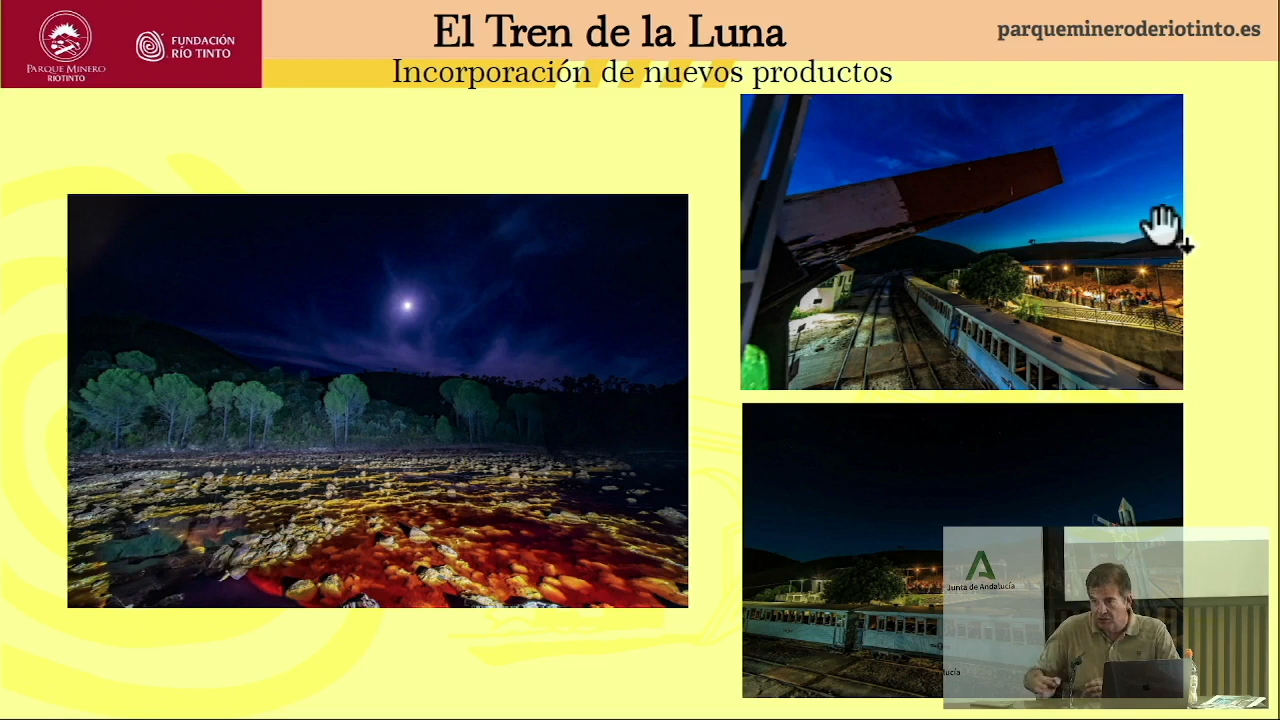 PARQUE MINERO
RIOTINTO
FUNDACIÓN
RÍO TINTO
El Tren de la Luna
Incorporación de nuevos productos
parquemineroderiotinto.es
Junta de Andalucía
lucía